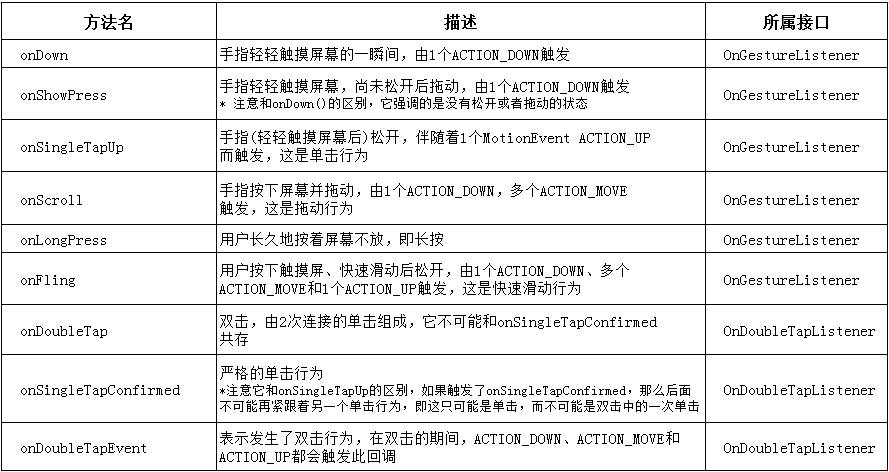 方法名 描述 所属接口
onDown 手指轻轻触摸屏幕的一瞬间，由1个ACTION_DOWN触发 OnGestureListener
手指轻轻触摸屏幕，尚未松开后拖动，由1个ACTION_DOWN触发
onShowPress OnGestureListener
* 注意和onDown()的区别，它强调的是没有松开或者拖动的状态
手指(轻轻触摸屏幕后)松开，伴随着1个MotionEvent ACTION_UP
onSingleTapUp OnGestureListener
而触发，这是单击行为
手指按下屏幕并拖动，由1个ACTION_DOWN，多个ACTION_MOVE
onScroll OnGestureListener
触发，这是拖动行为
onLongPress 用户长久地按着屏幕不放，即长按 OnGestureListener
用户按下触摸屏、快速滑动后松开，由1个ACTION_DOWN、多个
onFling OnGestureListener
ACTION_MOVE和1个ACTION_UP触发，这是快速滑动行为
双击，由2次连接的单击组成，它不可能和onSingleTapConfirmed
onDoubleTap OnDoubleTapListener
共存
严格的单击行为
onSingleTapConfirmed *注意它和onSingleTapUp的区别，如果触发了onSingleTapConfirmed，那么后面 OnDoubleTapListener
不可能再紧跟着另一个单击行为，即这只可能是单击，而不可能是双击中的一次单击
表示发生了双击行为，在双击的期间，ACTION_DOWN、ACTION_MOVE和
onDoubleTapEvent OnDoubleTapListener
ACTION_UP都会触发此回调